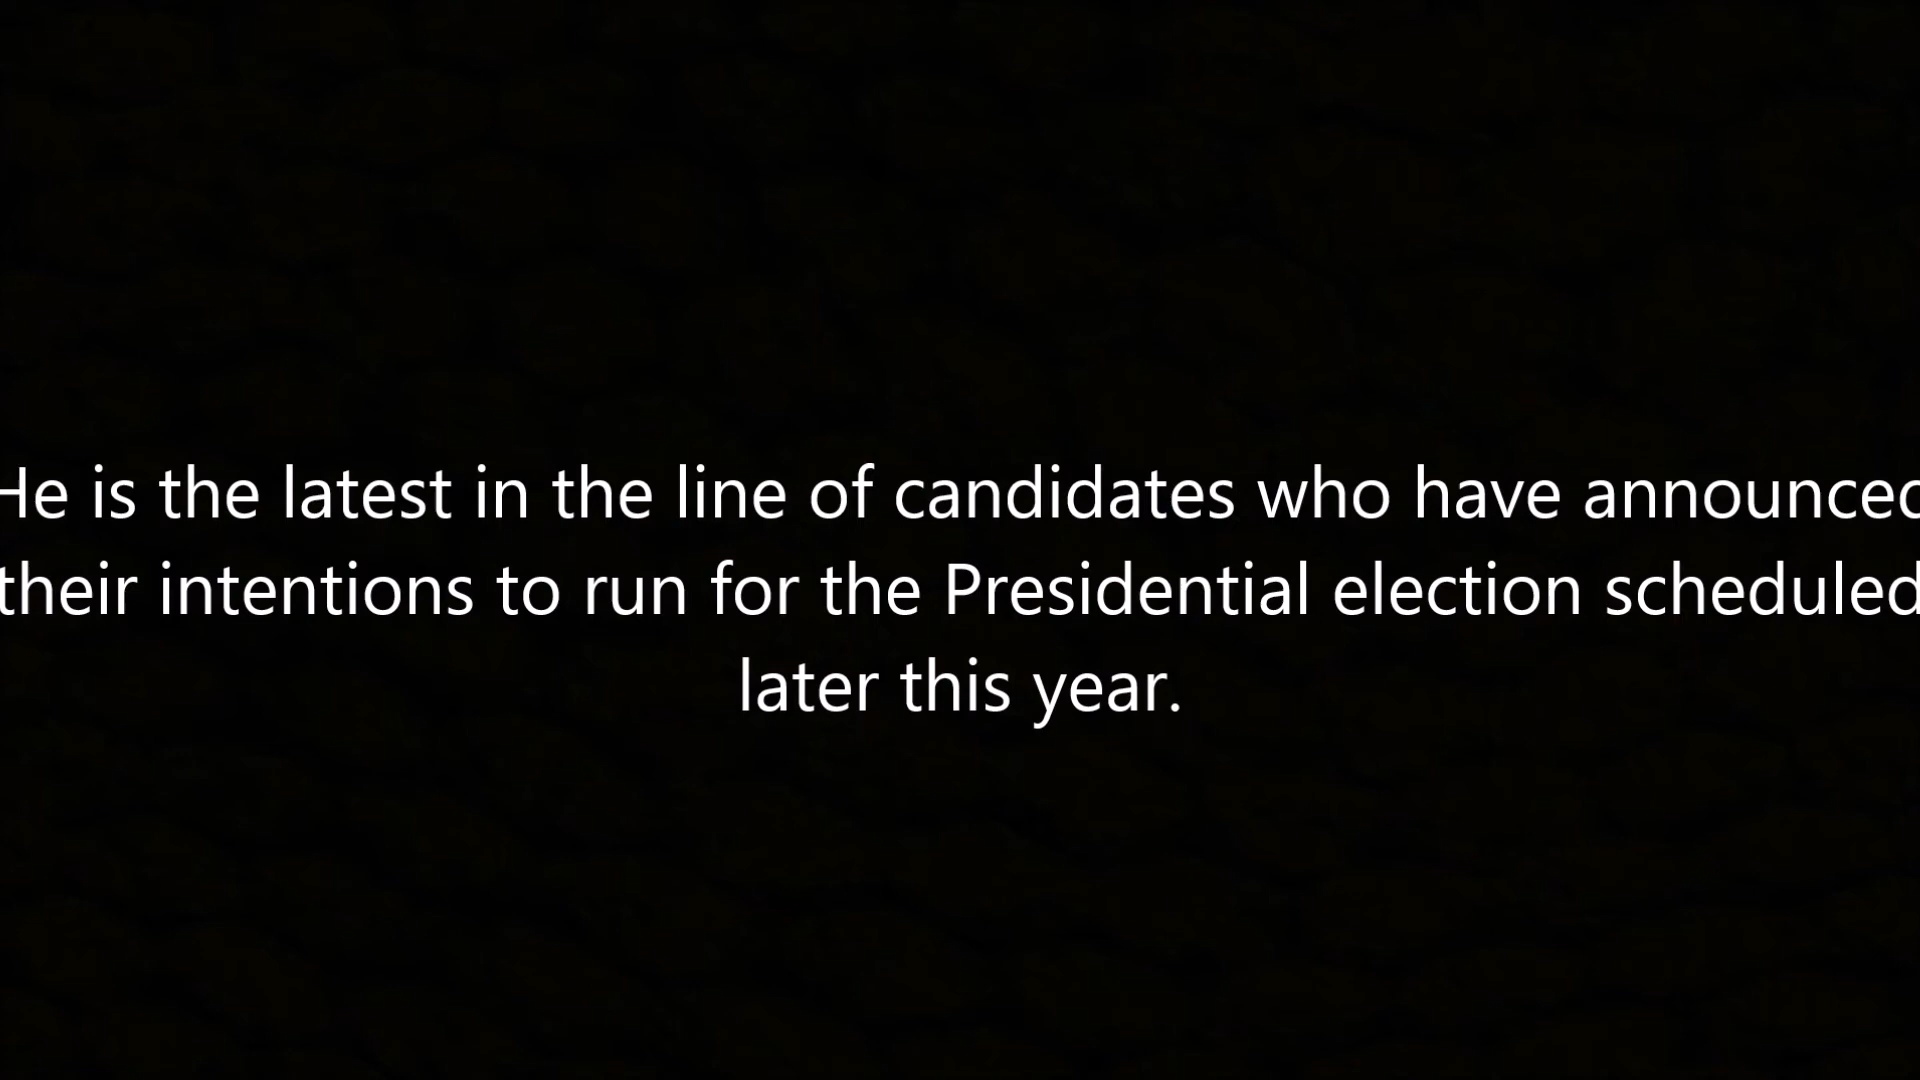 He is the latest in the line of candidates who have announced
their intentions to run for the Presidential election scheduled
later this year.